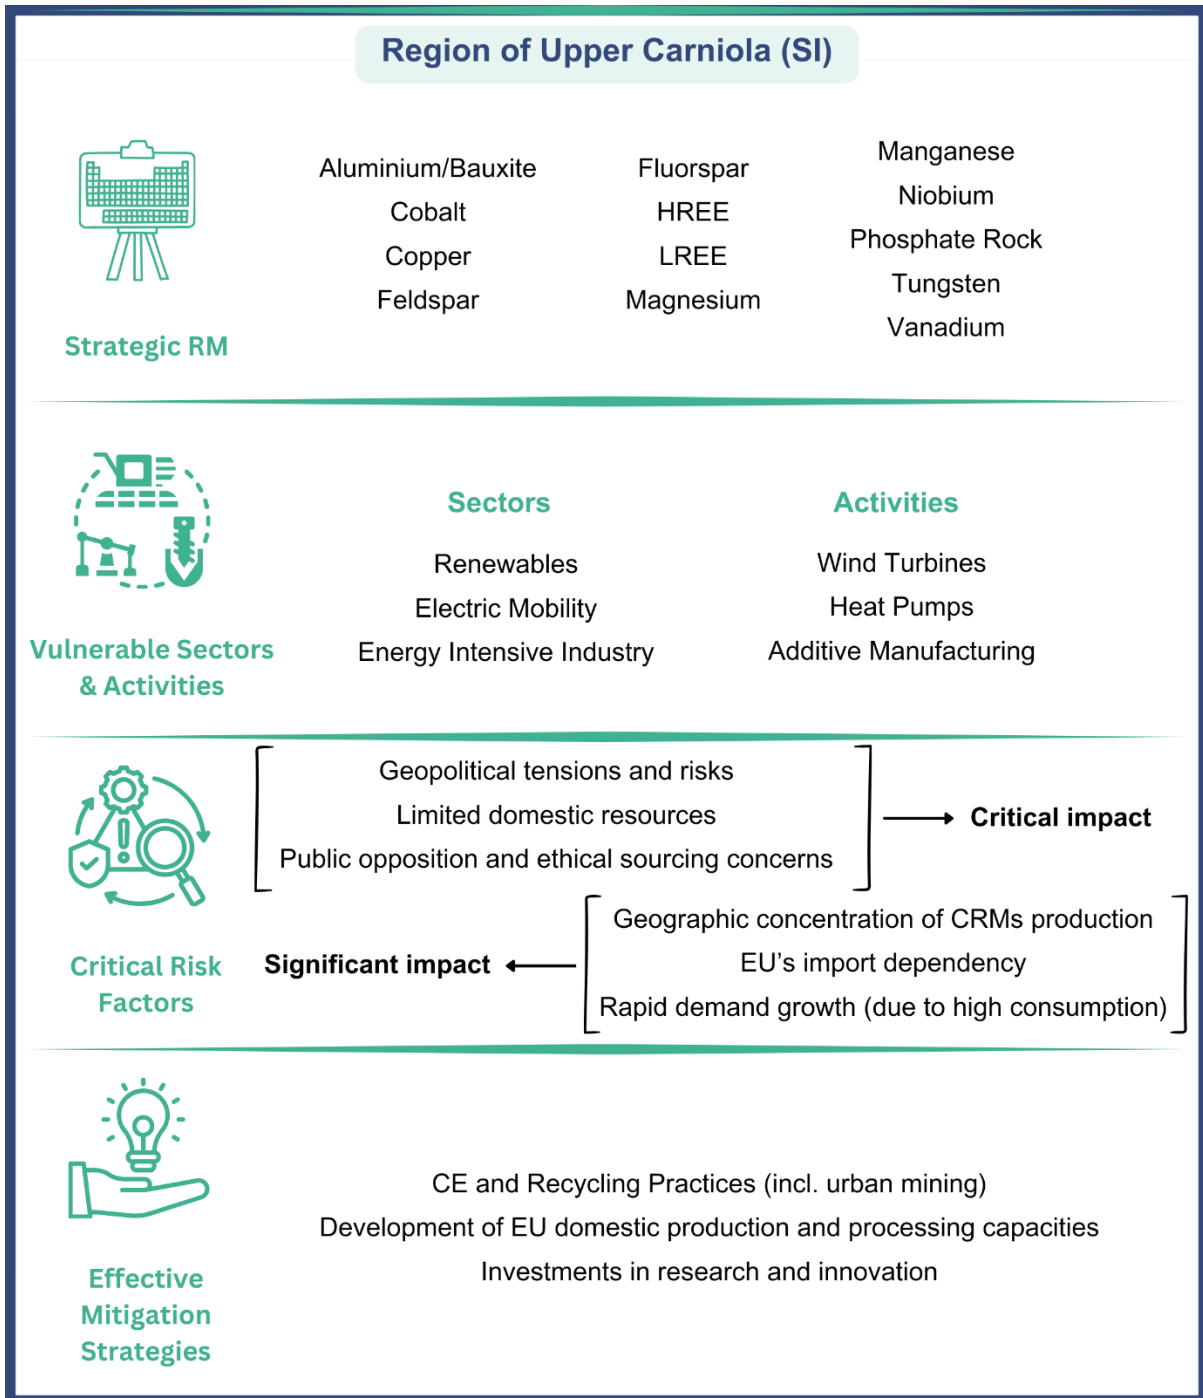 Region of Upper Carniola (SI)
Strategic RM
Aluminium/Bauxite
Cobalt
Copper
Feldspar
Fluorspar
HREE
LREE
Magnesium
Manganese
Niobium
Phosphate Rock
Tungsten
Vanadium
Vulnerable Sectors
& Activities
Sectors
Renewables
Electric Mobility
Energy Intensive Industry
Activities
Wind Turbines
Heat Pumps
Additive Manufacturing
Critical Risk
Factors
Geopolitical tensions and risks
Limited domestic resources
Public opposition and ethical sourcing concerns
Critical impact
Significant impact
Geographic concentration of CRMs production
EU’s import dependency
Rapid demand growth (due to high consumption)
Effective
Mitigation
Strategies
CE and Recycling Practices (incl. urban mining)
Development of EU domestic production and processing capacities
Investments in research and innovation